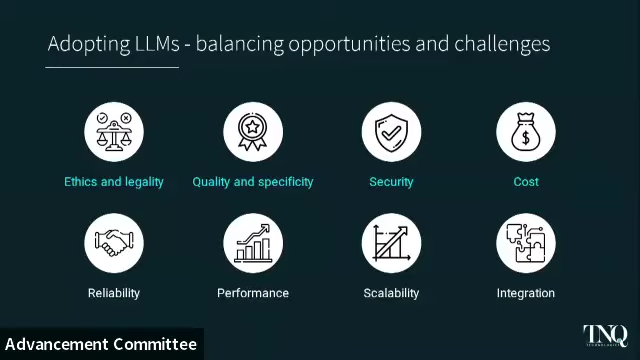 Adopting LLMs - balancing opportunities and challenges
Ethics and legality
Quality and specificity
Security
Cost
Reliability
Performance
Scalability
Integration
TNQ
TECHNOLOGIES
Advancement Committee